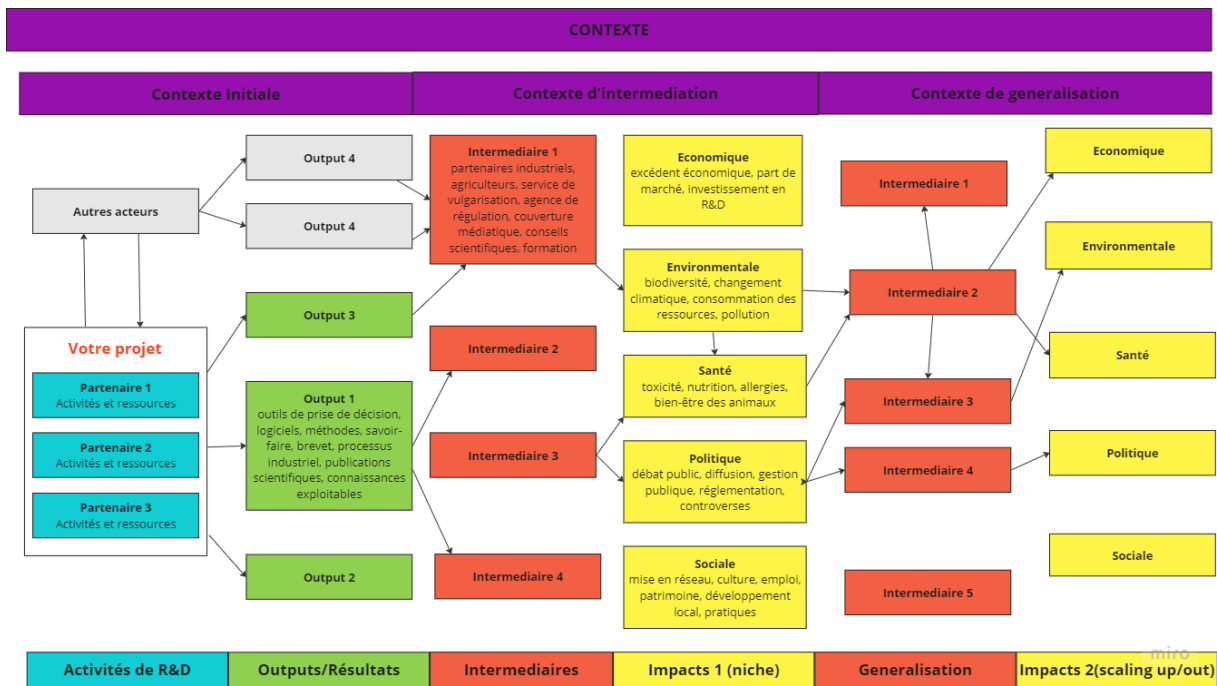 CONTEXTE
Contexte Initiale
Contexte d'intermediation
Contexte de generalisation
Autres acteurs
Votre projet
Partenaire 1
Activités et ressources
Partenaire 2
Activités et ressources
Partenaire 3
Activités et ressources
Output 4
Output 4
Output 3
Output 1
outils de prise de décision,
logiciels, méthodes, savoir-
faire, brevet, processus
industriel, publications
scientifiques, connaissances
exploitables
Output 2
Intermediaire 1
partenaires industriels,
agriculteurs, service de
vulgarisation, agence de
régulation, couverture
médiatique, conseils
scientifiques, formation
Intermediaire 2
Intermediaire 3
Intermediaire 4
Economique
excédent économique, part de
marché, investissement en
R&D
Environmentale
biodiversité, changement
climatique, consommation des
ressources, pollution
Santé
toxicité, nutrition, allergies,
bien-être des animaux
Politique
débat public, diffusion, gestion
publique, réglementation,
controverses
Sociale
mise en réseau, culture, emploi,
patrimoine, développement
local, pratiques
Intermediaire 1
Intermediaire 2
Intermediaire 3
Intermediaire 4
Intermediaire 5
Economique
Environmentale
Santé
Politique
Sociale
Activités de R&D
Outputs/Résultats
Intermediaires
Impacts 1 (niche)
Generalisation
Impacts 2(scaling up/out)
miro